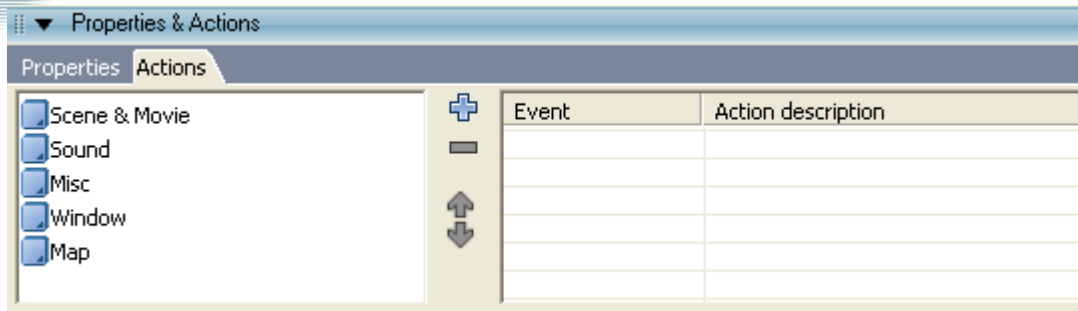 Properties & Actions
Properties Actions
Scene & Movie
Sound
Misc
Window
Map
Event Action description